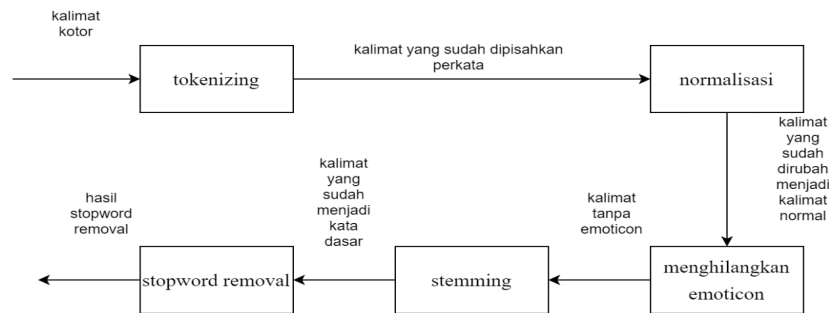 kalimat
kotor
tokenizing
kalimat yang sudah dipisahkan
perkata
normalisasi
kalimat
yang
sudah
dirubah
menjadi
kalimat
normal
menghilangkan
emoticon
kalimat
tanpa
emoticon
stemming
kalimat
yang
sudah
menjadi
kata
dasar
stopword removal
hasil
stopword
removal